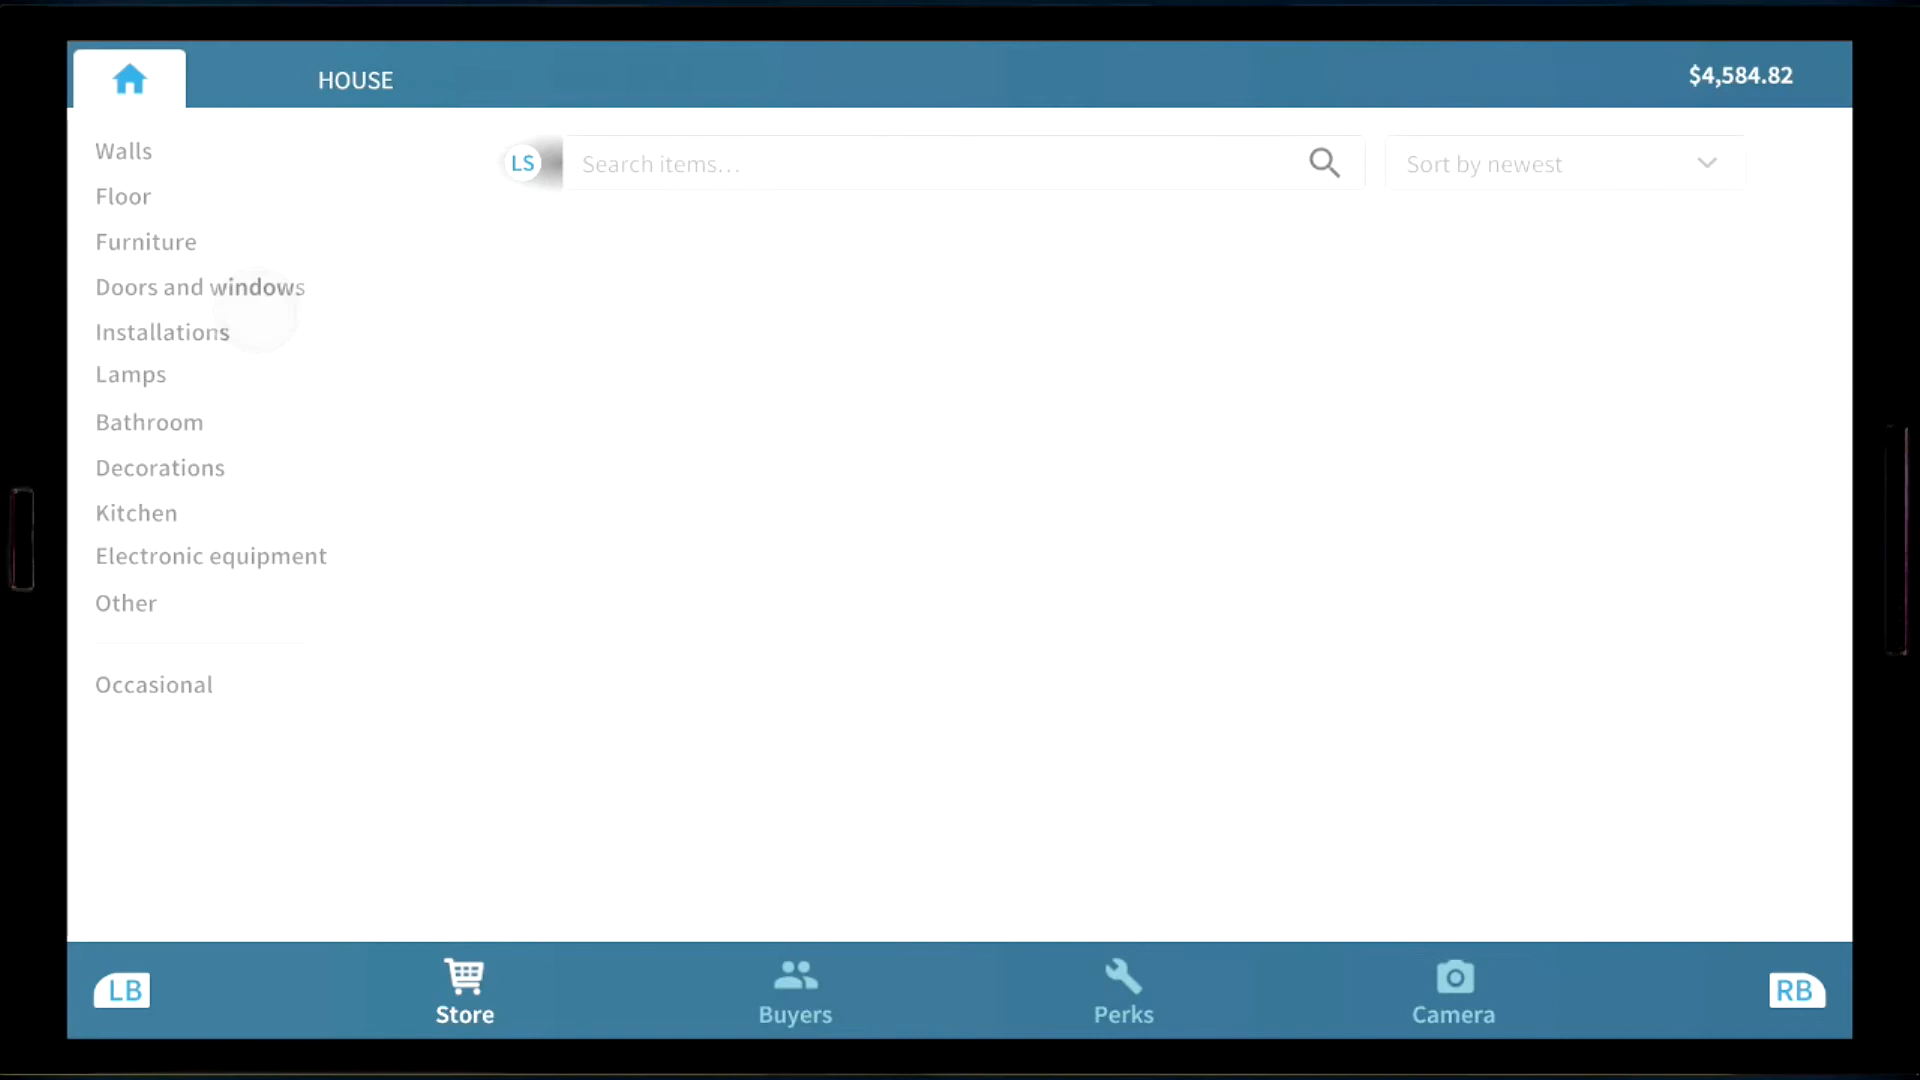 HOUSE
$4,584.82
Walls
Floor
Furniture
Doors and windows
Installations
Lamps
Bathroom
Decorations
Kitchen
Electronic equipment
Other
Occasional
LS
Search items...
Sort by newest
LB
Store
Buyers
Perks
Camera
RB